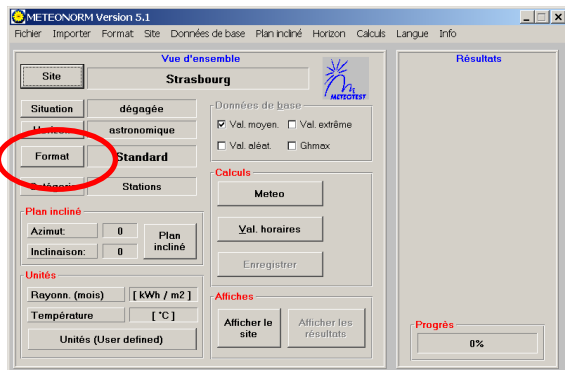 METEONORM Version 5.1
Fichier Importer Format Site Données de base Plan incliné Horizon Calculs Langue Info
Vue d'ensemble
Site Strasbourg
METEOTEST
Situation dégagée
Horizon astronomique
Format Standard
Catégorie Stations
Données de base
Val. moyen. Val. extrême
Val. aléat. Ghmax
Plan incliné
Azimut: 0
Inclinaison: 0
Plan incliné
Calculs
Meteo
Val. horaires
Enregistrer
Unités
Rayonn. (mois) [ kWh / m2 ]
Température [ °C ]
Unités (User defined)
Affiches
Afficher le site
Afficher les résultats
Résultats
Progrès
0%